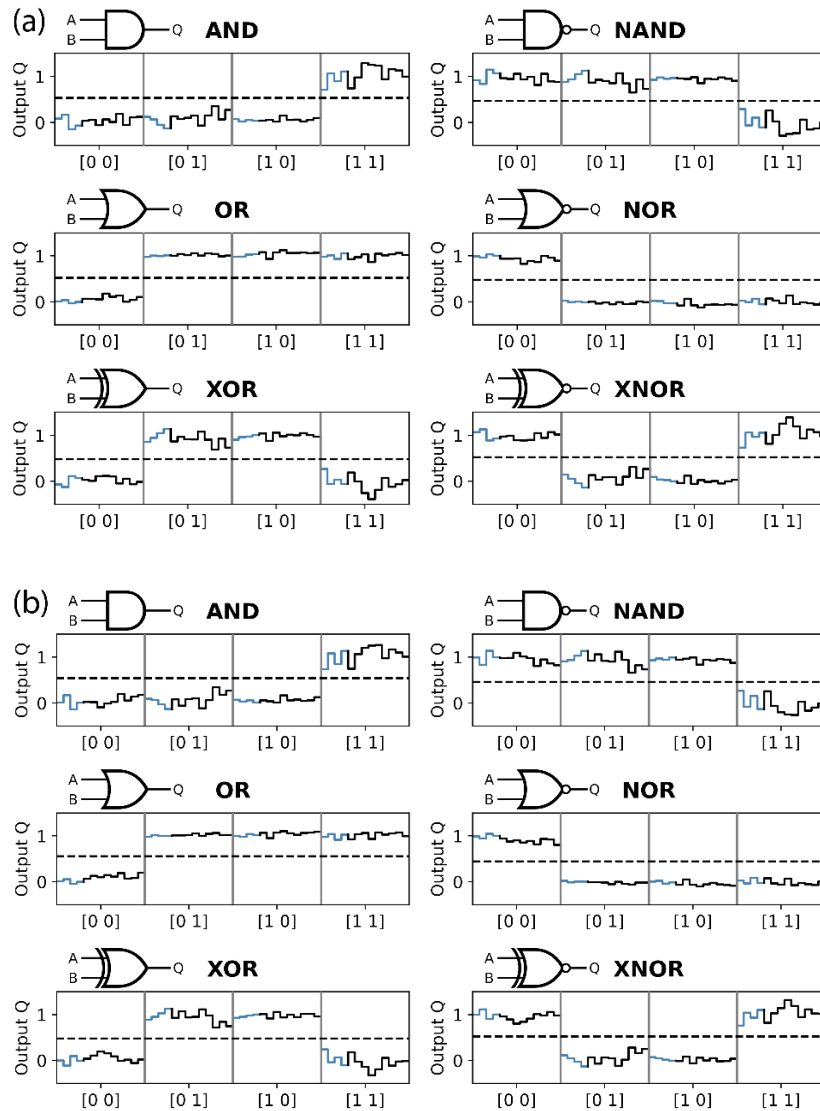 (a)
A
B
Q
AND
A
B
Q
NAND
Output Q
1
0
[0 0]
[0 1]
[1 0]
[1 1]
Output Q
1
0
[0 0]
[0 1]
[1 0]
[1 1]
A
B
Q
OR
A
B
Q
NOR
Output Q
1
0
[0 0]
[0 1]
[1 0]
[1 1]
Output Q
1
0
[0 0]
[0 1]
[1 0]
[1 1]
A
B
Q
XOR
A
B
Q
XNOR
Output Q
1
0
[0 0]
[0 1]
[1 0]
[1 1]
Output Q
1
0
[0 0]
[0 1]
[1 0]
[1 1]
(b)
A
B
Q
AND
A
B
Q
NAND
Output Q
1
0
[0 0]
[0 1]
[1 0]
[1 1]
Output Q
1
0
[0 0]
[0 1]
[1 0]
[1 1]
A
B
Q
OR
A
B
Q
NOR
Output Q
1
0
[0 0]
[0 1]
[1 0]
[1 1]
Output Q
1
0
[0 0]
[0 1]
[1 0]
[1 1]
A
B
Q
XOR
A
B
Q
XNOR
Output Q
1
0
[0 0]
[0 1]
[1 0]
[1 1]
Output Q
1
0
[0 0]
[0 1]
[1 0]
[1 1]